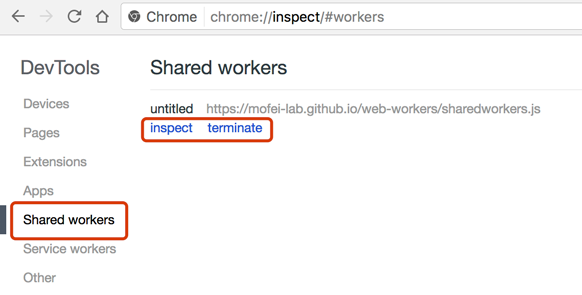 Chrome chrome://inspect/#workers
DevTools
Devices
Pages
Extensions
Apps
Shared workers
Service workers
Other
Shared workers
untitled https://mofei-lab.github.io/web-workers/sharedworkers.js
inspect terminate